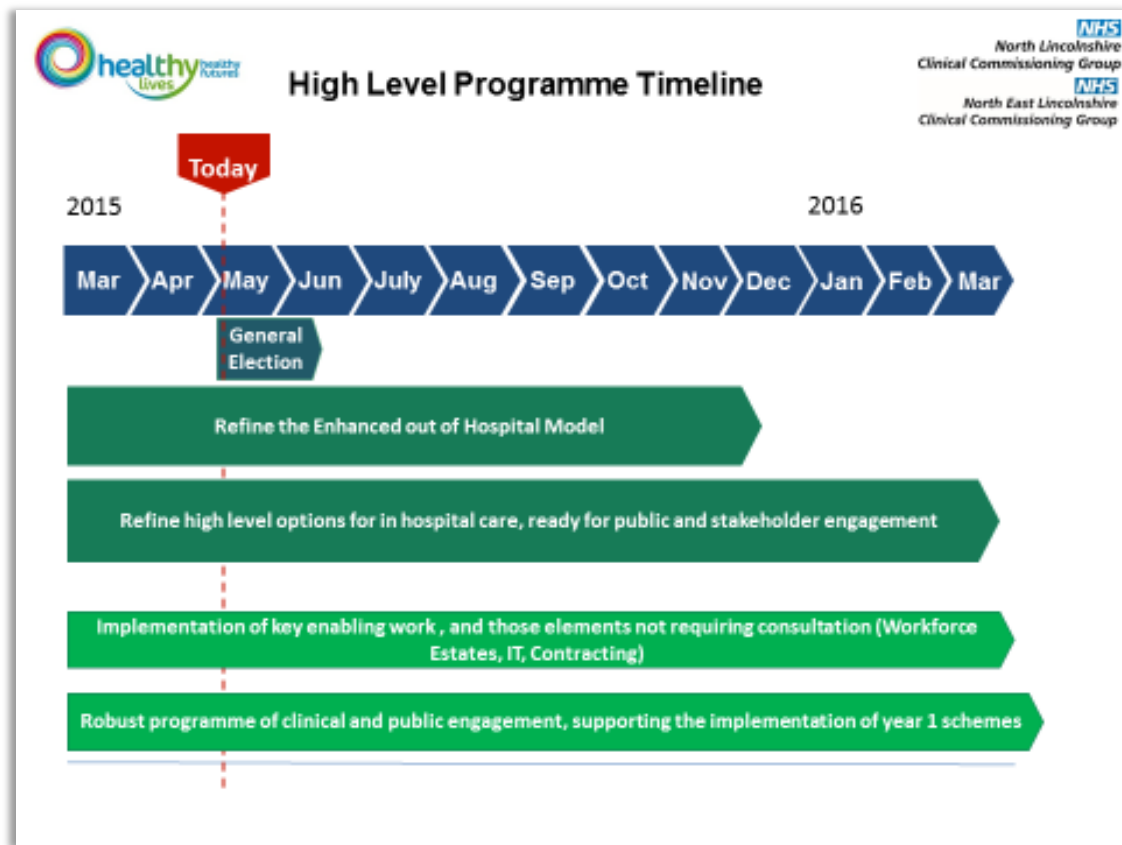 healthy healthy
lives futures
High Level Programme Timeline
NHS
North Lincolnshire
Clinical Commissioning Group
NHS
North East Lincolnshire
Clinical Commissioning Group
Today
2015 2016
Mar Apr May Jun July Aug Sep Oct Nov Dec Jan Feb Mar
General
Election
Refine the Enhanced out of Hospital Model
Refine high level options for in hospital care, ready for public and stakeholder engagement
Implementation of key enabling work , and those elements not requiring consultation (Workforce
Estates, IT, Contracting)
Robust programme of clinical and public engagement, supporting the implementation of year 1 schemes